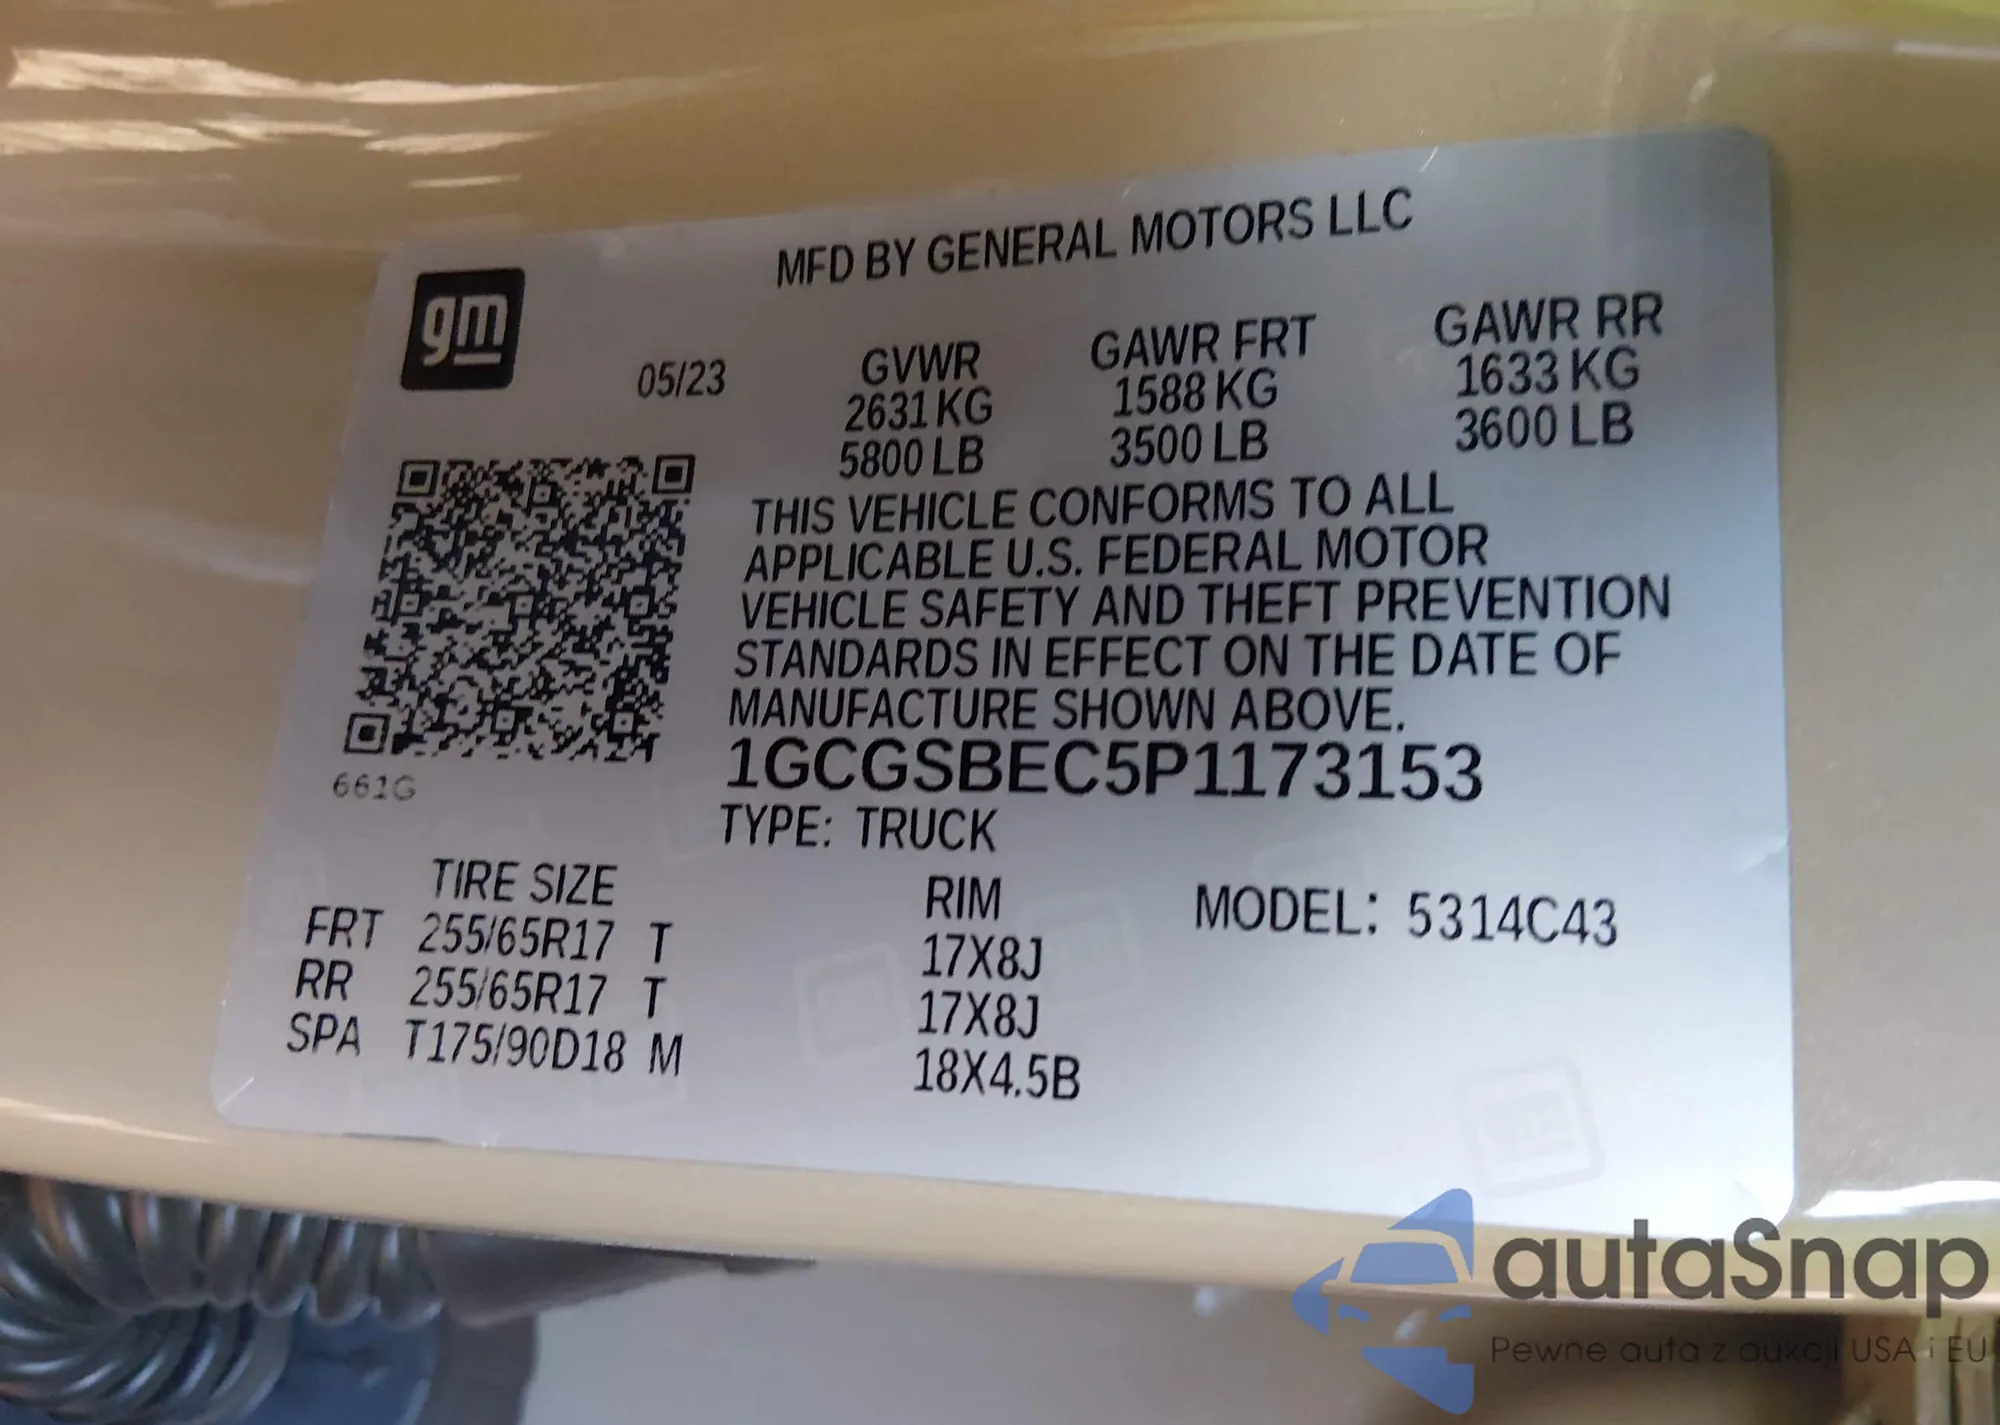 MFD BY GENERAL MOTORS LLC
gm
05/23
GVWR GAWR FRT GAWR RR
2631 KG 1588 KG 1633 KG
5800 LB 3500 LB 3600 LB
THIS VEHICLE CONFORMS TO ALL
APPLICABLE U.S. FEDERAL MOTOR
VEHICLE SAFETY AND THEFT PREVENTION
STANDARDS IN EFFECT ON THE DATE OF
MANUFACTURE SHOWN ABOVE.
1GCGSBEC5P1173153
661G
TYPE: TRUCK
TIRE SIZE RIM MODEL: 5314C43
FRT 255/65R17 T 17X8J
RR 255/65R17 T 17X8J
SPA T175/90D18 M 18X4.5B
gm
autaSnap
Pewne auta z aukcji USA i EU